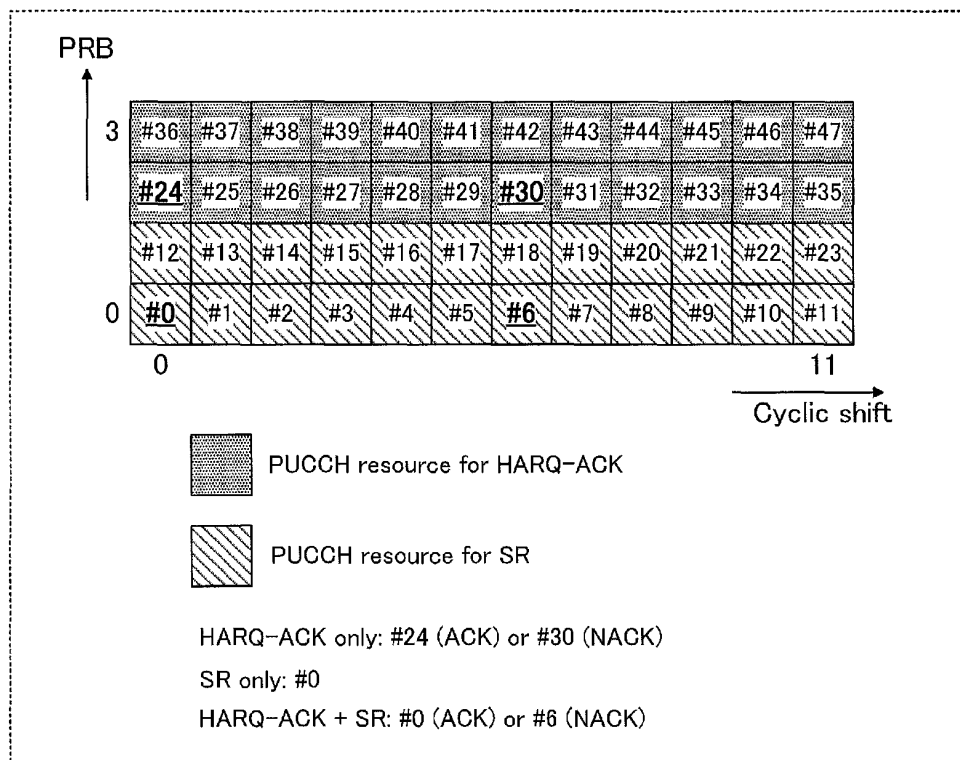 PRB
3 #36 #37 #38 #39 #40 #41 #42 #43 #44 #45 #46 #47
#24 #25 #26 #27 #28 #29 #30 #31 #32 #33 #34 #35
#12 #13 #14 #15 #16 #17 #18 #19 #20 #21 #22 #23
0 #0 #1 #2 #3 #4 #5 #6 #7 #8 #9 #10 #11
0 11
Cyclic shift
PUCCH resource for HARQ-ACK
PUCCH resource for SR
HARQ-ACK only: #24 (ACK) or #30 (NACK)
SR only: #0
HARQ-ACK + SR: #0 (ACK) or #6 (NACK)